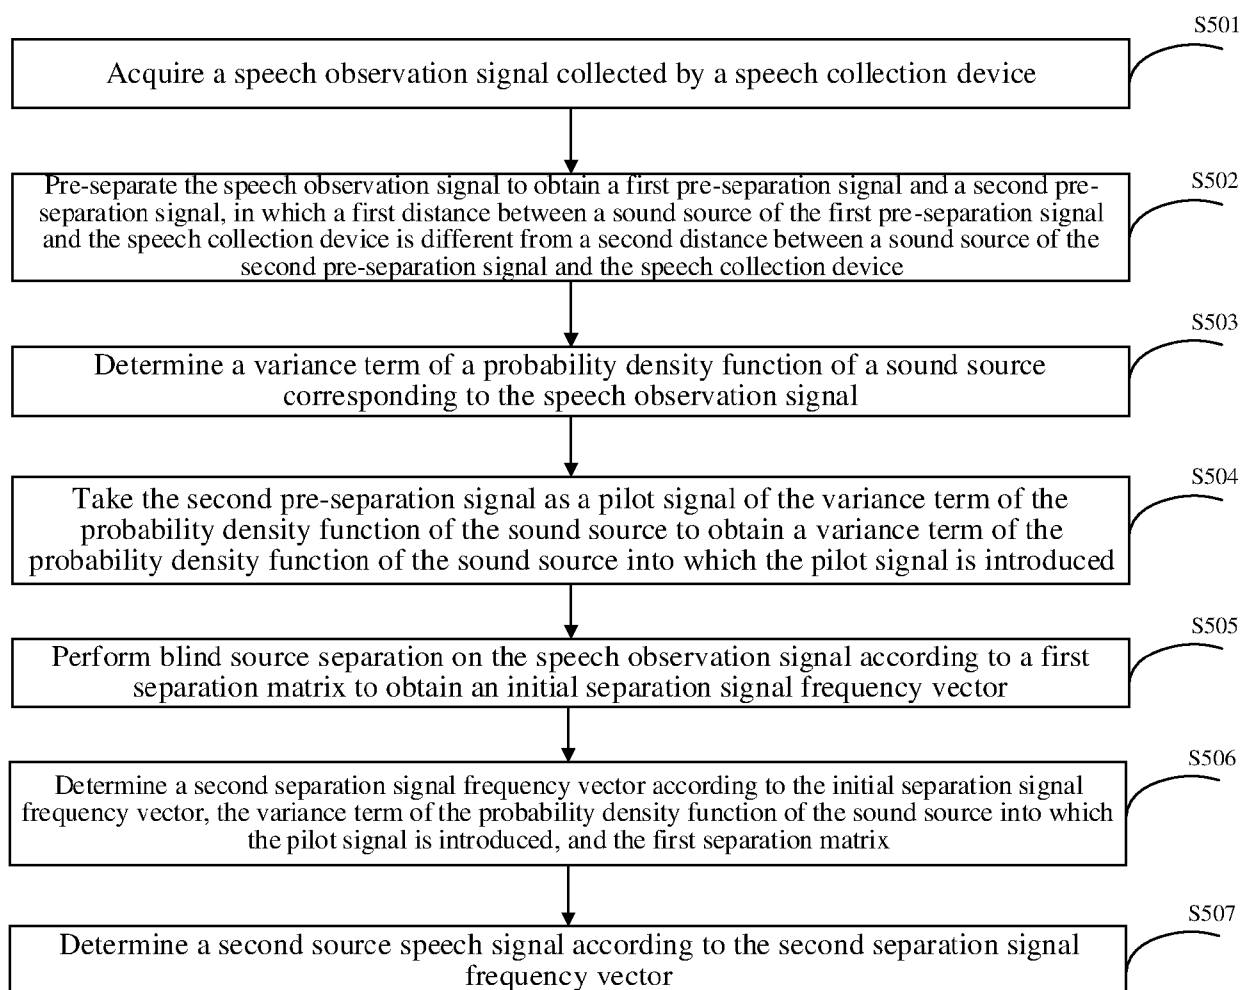 S501
Acquire a speech observation signal collected by a speech collection device
S502
Pre-separate the speech observation signal to obtain a first pre-separation signal and a second pre-
separation signal, in which a first distance between a sound source of the first pre-separation signal
and the speech collection device is different from a second distance between a sound source of the
second pre-separation signal and the speech collection device
S503
Determine a variance term of a probability density function of a sound source
corresponding to the speech observation signal
S504
Take the second pre-separation signal as a pilot signal of the variance term of the
probability density function of the sound source to obtain a variance term of the
probability density function of the sound source into which the pilot signal is introduced
S505
Perform blind source separation on the speech observation signal according to a first
separation matrix to obtain an initial separation signal frequency vector
S506
Determine a second separation signal frequency vector according to the initial separation signal
frequency vector, the variance term of the probability density function of the sound source into which
the pilot signal is introduced, and the first separation matrix
S507
Determine a second source speech signal according to the second separation signal
frequency vector